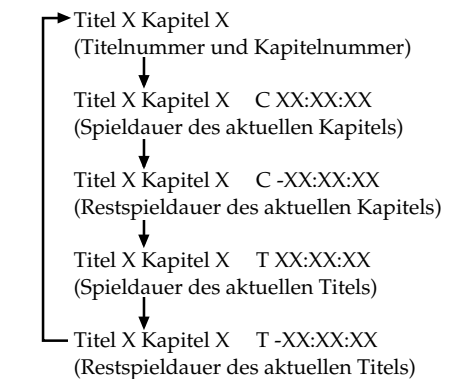 Titel X Kapitel X
(Titelnummer und Kapitelnummer)
Titel X Kapitel X C XX:XX:XX
(Spieldauer des aktuellen Kapitels)
Titel X Kapitel X C -XX:XX:XX
(Restspieldauer des aktuellen Kapitels)
Titel X Kapitel X T XX:XX:XX
(Spieldauer des aktuellen Titels)
Titel X Kapitel X T -XX:XX:XX
(Restspieldauer des aktuellen Titels)